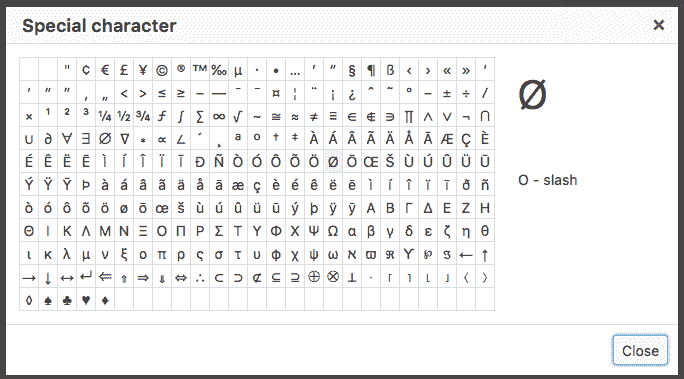 Special character ×
" ¢ € £ ¥ © ® ™ ‰ µ · • … ′ ″ § ¶ ß ‹ › « » ‘
’ “ ” ‚ „ < > ≤ ≥ – — ¯ ‾ ¤ ¦ ¨ ¡ ¿ ˆ ˜ ° − ± ÷ ⁄
× ¹ ² ³ ¼ ½ ¾ ƒ ∫ ∑ ∞ √ ∼ ≅ ≈ ≠ ≡ ∈ ∉ ∋ ∏ ∧ ∨ ¬ ∩
∪ ∂ ∀ ∃ ∅ ∇ ∗ ∝ ∠ ´ ¸ ª º † ‡ À Á Â Ã Ä Å Ā Æ Ç È
É Ê Ë Ē Ì Í Î Ï Ī Ð Ñ Ò Ó Ô Õ Ö Ø Ō Œ Š Ù Ú Û Ü Ū
Ý Ÿ Ȳ Þ à á â ã ä å ā æ ç è é ê ë ē ì í î ï ī ð ñ
ò ó ô õ ö ø ō œ š ù ú û ü ū ý þ ÿ ȳ Α Β Γ Δ Ε Ζ Η
Θ Ι Κ Λ Μ Ν Ξ Ο Π Ρ Σ Τ Υ Φ Χ Ψ Ω α β γ δ ε ζ η θ
ι κ λ μ ν ξ ο π ρ ς σ τ υ φ χ ψ ω ℵ ϖ ℜ ϒ ℘ ℑ ← ↑
→ ↓ ↔ ↵ ⇐ ⇑ ⇒ ⇓ ⇔ ∴ ⊂ ⊃ ⊄ ⊆ ⊇ ⊕ ⊗ ⊥ ⋅ ⌈ ⌉ ⌊ ⌋ 〈 〉
◊ ♠ ♣ ♥ ♦
Ø
O - slash
Close